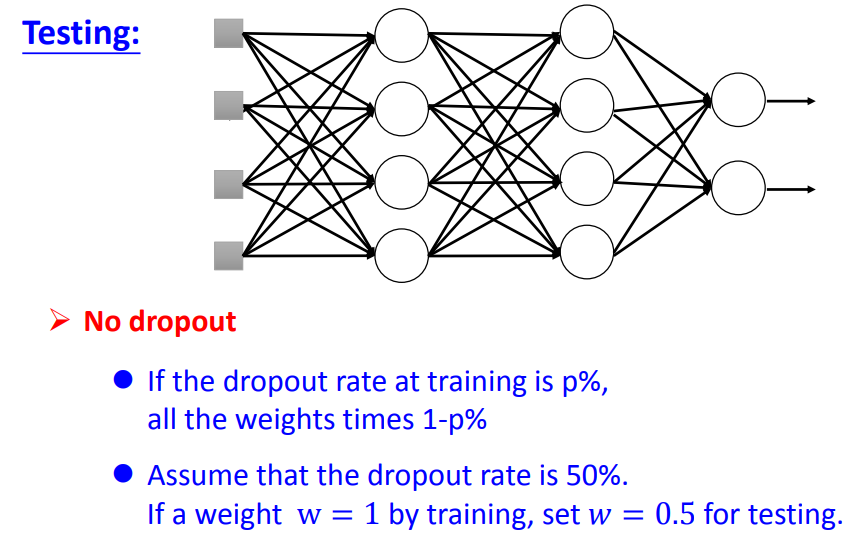 Testing:
No dropout
If the dropout rate at training is p%,
all the weights times 1-p%
Assume that the dropout rate is 50%.
If a weight w = 1 by training, set 𝑤 = 0.5 for testing.